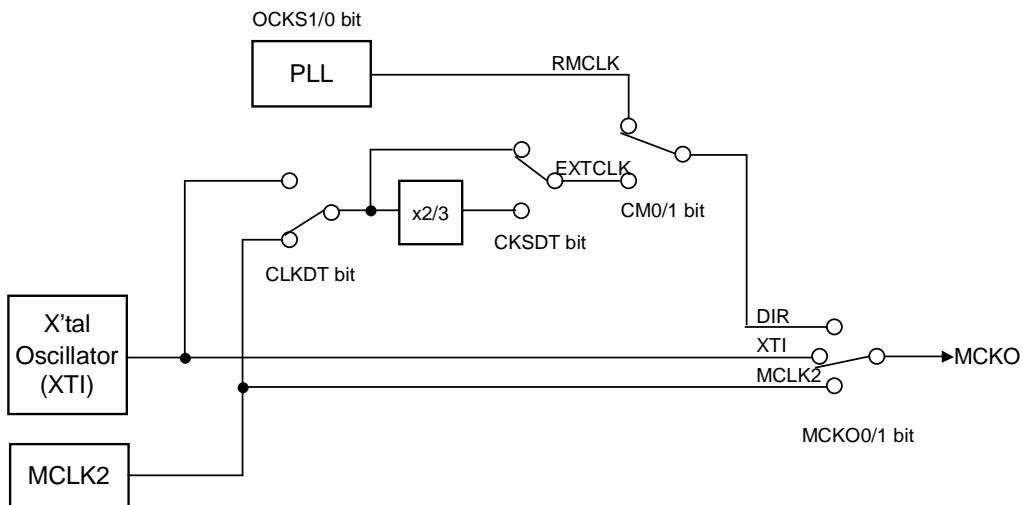 OCKS1/0 bit
PLL
RMCLK
EXTCLK
x2/3
CM0/1 bit
CKSDT bit
CLKDT bit
X'tal
Oscillator
(XTI)
DIR
XTI
MCKO
MCLK2
MCKO0/1 bit
MCLK2